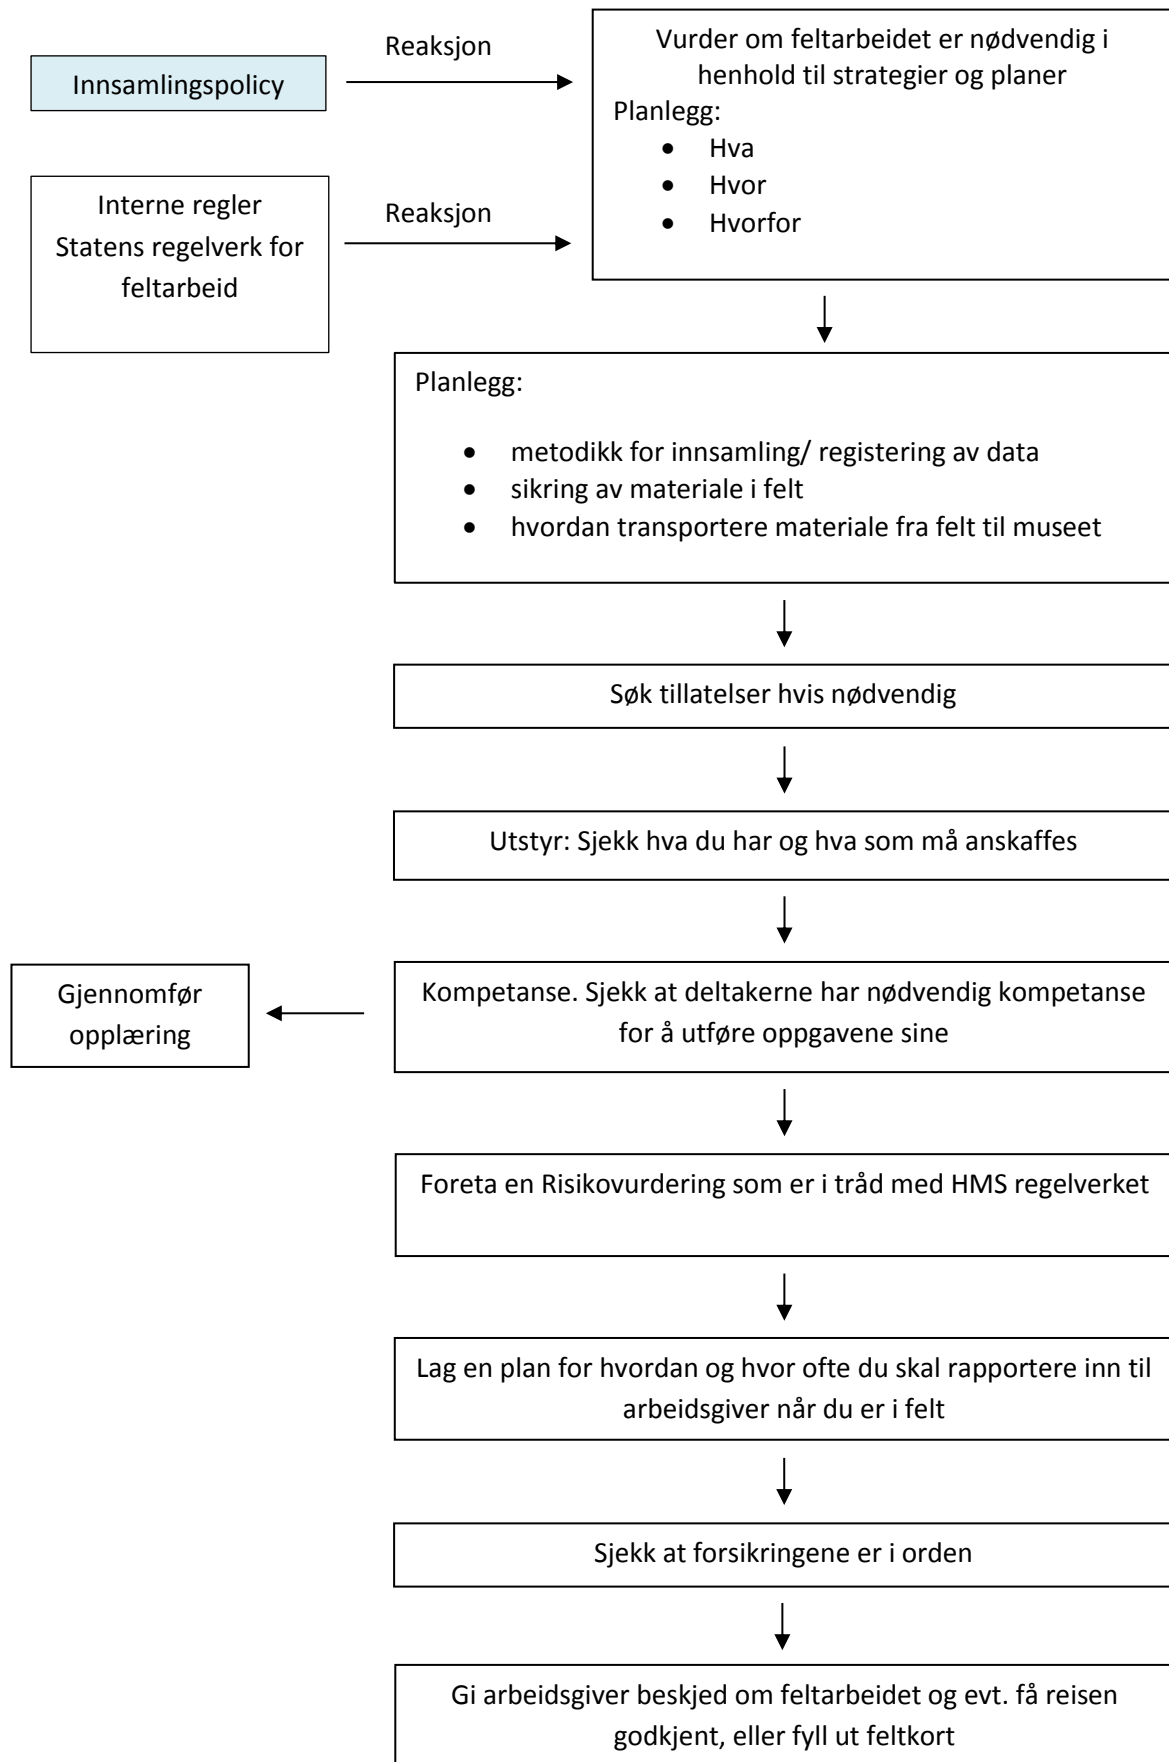 Innsamlingspolicy
Reaksjon
Vurder om feltarbeidet er nødvendig i
henhold til strategier og planer
Planlegg:
• Hva
• Hvor
• Hvorfor
Interne regler
Statens regelverk for
feltarbeid
Reaksjon
Planlegg:
• metodikk for innsamling/ registering av data
• sikring av materiale i felt
• hvordan transportere materiale fra felt til museet
Søk tillatelser hvis nødvendig
Utstyr: Sjekk hva du har og hva som må anskaffes
Kompetanse. Sjekk at deltakerne har nødvendig kompetanse
for å utføre oppgavene sine
Gjennomfør
opplæring
Foreta en Risikovurdering som er i tråd med HMS regelverket
Lag en plan for hvordan og hvor ofte du skal rapportere inn til
arbeidsgiver når du er i felt
Sjekk at forsikringene er i orden
Gi arbeidsgiver beskjed om feltarbeidet og evt. få reisen
godkjent, eller fyll ut feltkort